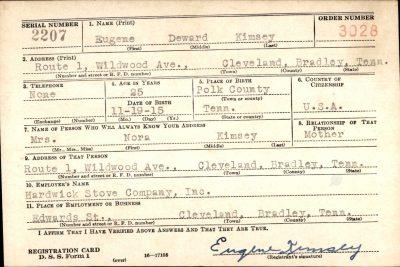 SERIAL NUMBER 1. NAME (Print) ORDER NUMBER
2207 Eugene Deward Kimsey 3028
(First) (Middle) (Last)
2. ADDRESS (Print)
Route 1, Wildwood Ave., Cleveland, Bradley, Tenn.
(Number and street or R. F. D. number) (Town) (County) (State)
3. TELEPHONE 4. AGE IN YEARS 5. PLACE OF BIRTH 6. COUNTRY OF CITIZENSHIP
None 25 Polk County
DATE OF BIRTH (Town or county)
11-19-15 Tenn. U.S.A.
(Exchange) (Number) (Mo.) (Day) (Yr.) (State or country)
7. NAME OF PERSON WHO WILL ALWAYS KNOW YOUR ADDRESS 8. RELATIONSHIP OF THAT PERSON
Mrs. Nora Kimsey Mother
(Mr., Mrs., Miss) (First) (Middle) (Last)
9. ADDRESS OF THAT PERSON
Route 1, Wildwood Ave., Cleveland, Bradley, Tenn.
(Number and street or R. F. D. number) (Town) (County) (State)
10. EMPLOYER'S NAME
Hardwick Stove Company, Inc.
11. PLACE OF EMPLOYMENT OR BUSINESS
Edwards St., Cleveland, Bradley, Tenn.
(Number and street or R. F. D. number) (Town) (County) (State)
I AFFIRM THAT I HAVE VERIFIED ABOVE ANSWERS AND THAT THEY ARE TRUE.
Eugene Kimsey
REGISTRATION CARD
D. S. S. Form 1 (over) 16—17105 (Registrant's signature)